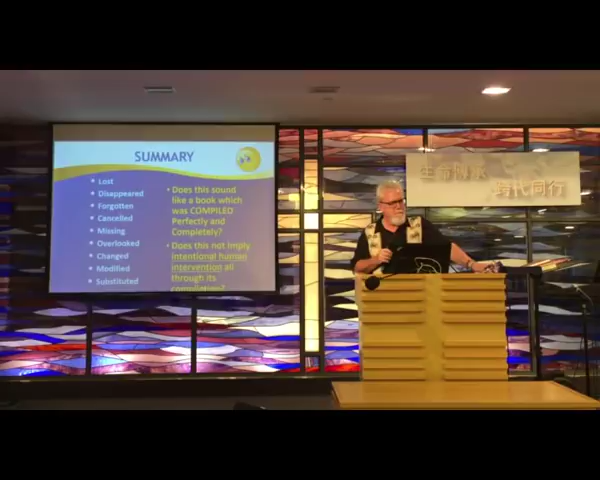 SUMMARY
• Lost
• Disappeared
• Forgotten
• Cancelled
• Missing
• Overlooked
• Changed
• Modified
• Substituted
• Does this sound
like a book which
was COMPILED
Perfectly and
Completely?
• Does this not imply
intentional human
intervention all
through its
compilation?
生命傳承
時代同行